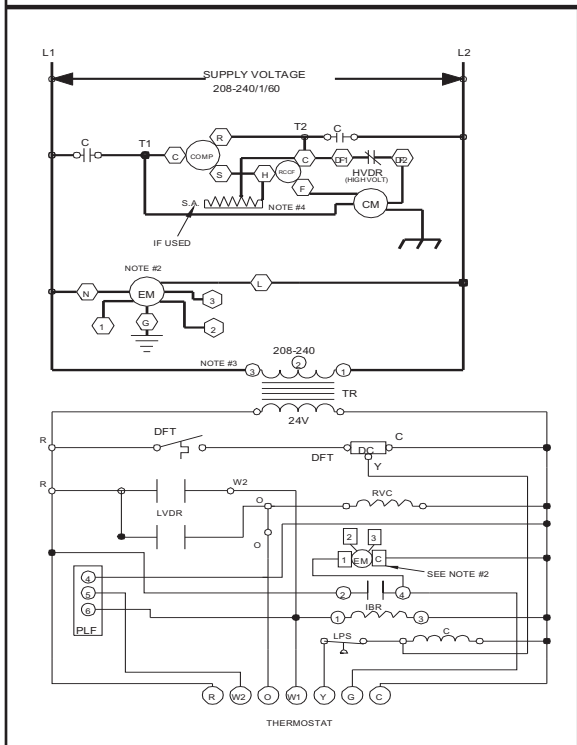 L1 L2
SUPPLY VOLTAGE
208-240/1/60
C T1 C COMP R S T2 C
H C RCCF F DF1 DF2
HVDR
(HIGH VOLT)
S.A. NOTE #4 CM
IF USED
NOTE #2
N EM L
3
1 G 2
NOTE #3 208-240
3 2 1
TR
24V
R DFT DFT DC C
Y
R W2 O RVC
LVDR
O
2 3
1 EM C
SEE NOTE #2
4
5
6
PLF
2 4
IBR
1 3
LPS C
R W2 O W1 Y G C
THERMOSTAT